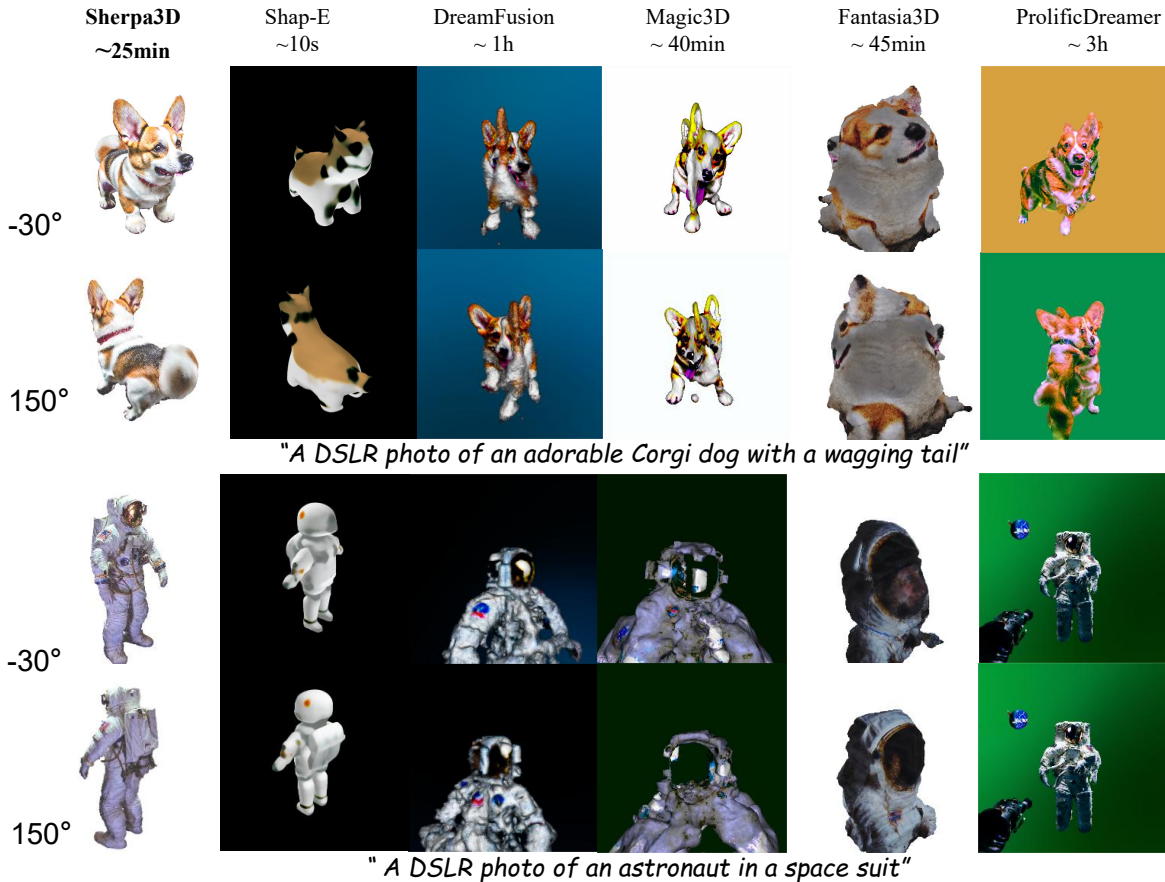 Sherpa3D Shap-E DreamFusion Magic3D Fantasia3D ProlificDreamer
~25min ~10s ~ 1h ~ 40min ~ 45min ~ 3h
-30°
150°
“A DSLR photo of an adorable Corgi dog with a wagging tail”
-30°
150°
“ A DSLR photo of an astronaut in a space suit”